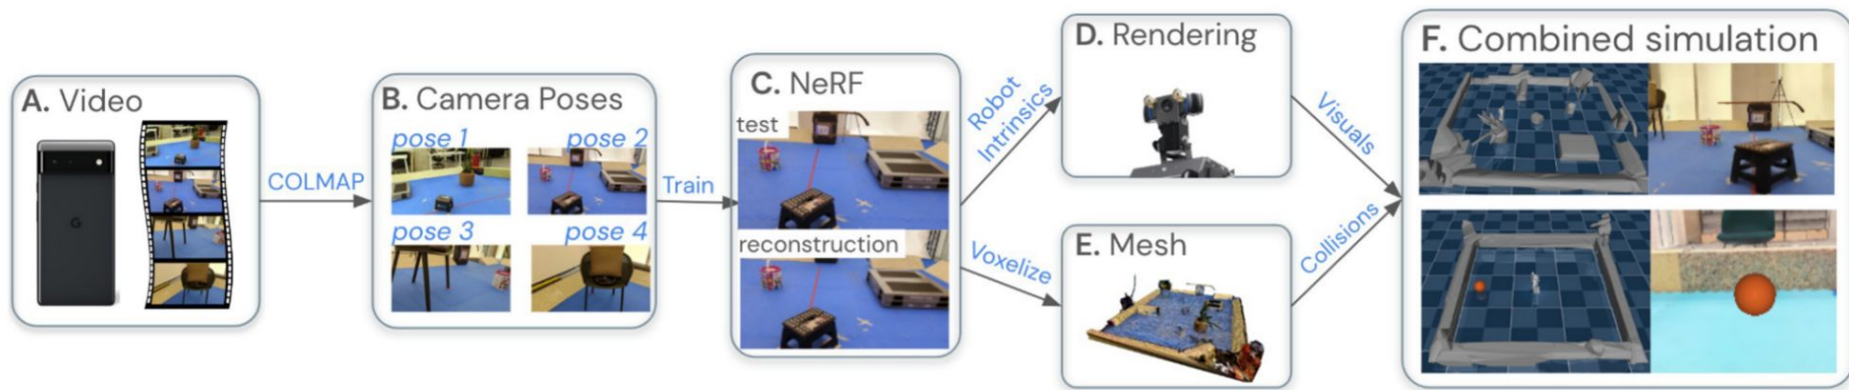 A. Video
COLMAP
B. Camera Poses
pose 1
pose 2
pose 3
pose 4
Train
C. NeRF
test
reconstruction
Robot
Intrinsics
Voxelize
D. Rendering
E. Mesh
Visuals
Collisions
F. Combined simulation